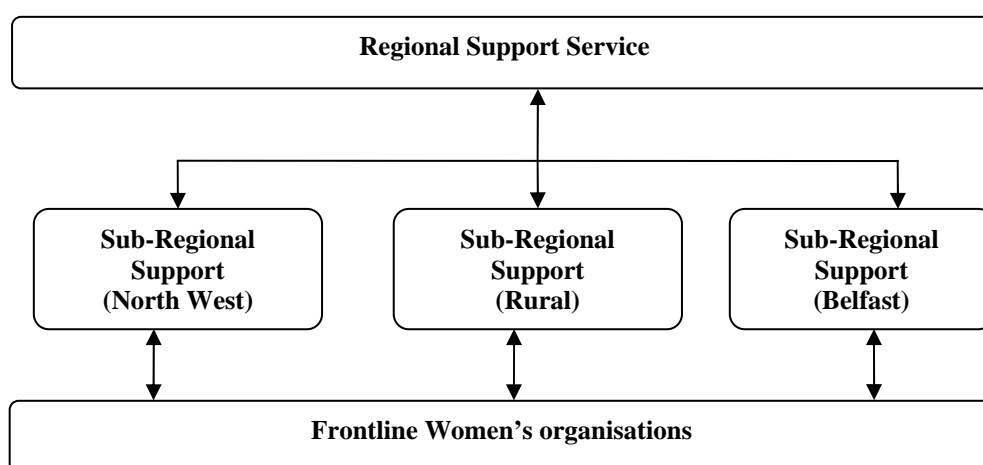 Regional Support Service
Sub-Regional
Support
(North West)
Sub-Regional
Support
(Rural)
Sub-Regional
Support
(Belfast)
Frontline Women’s organisations